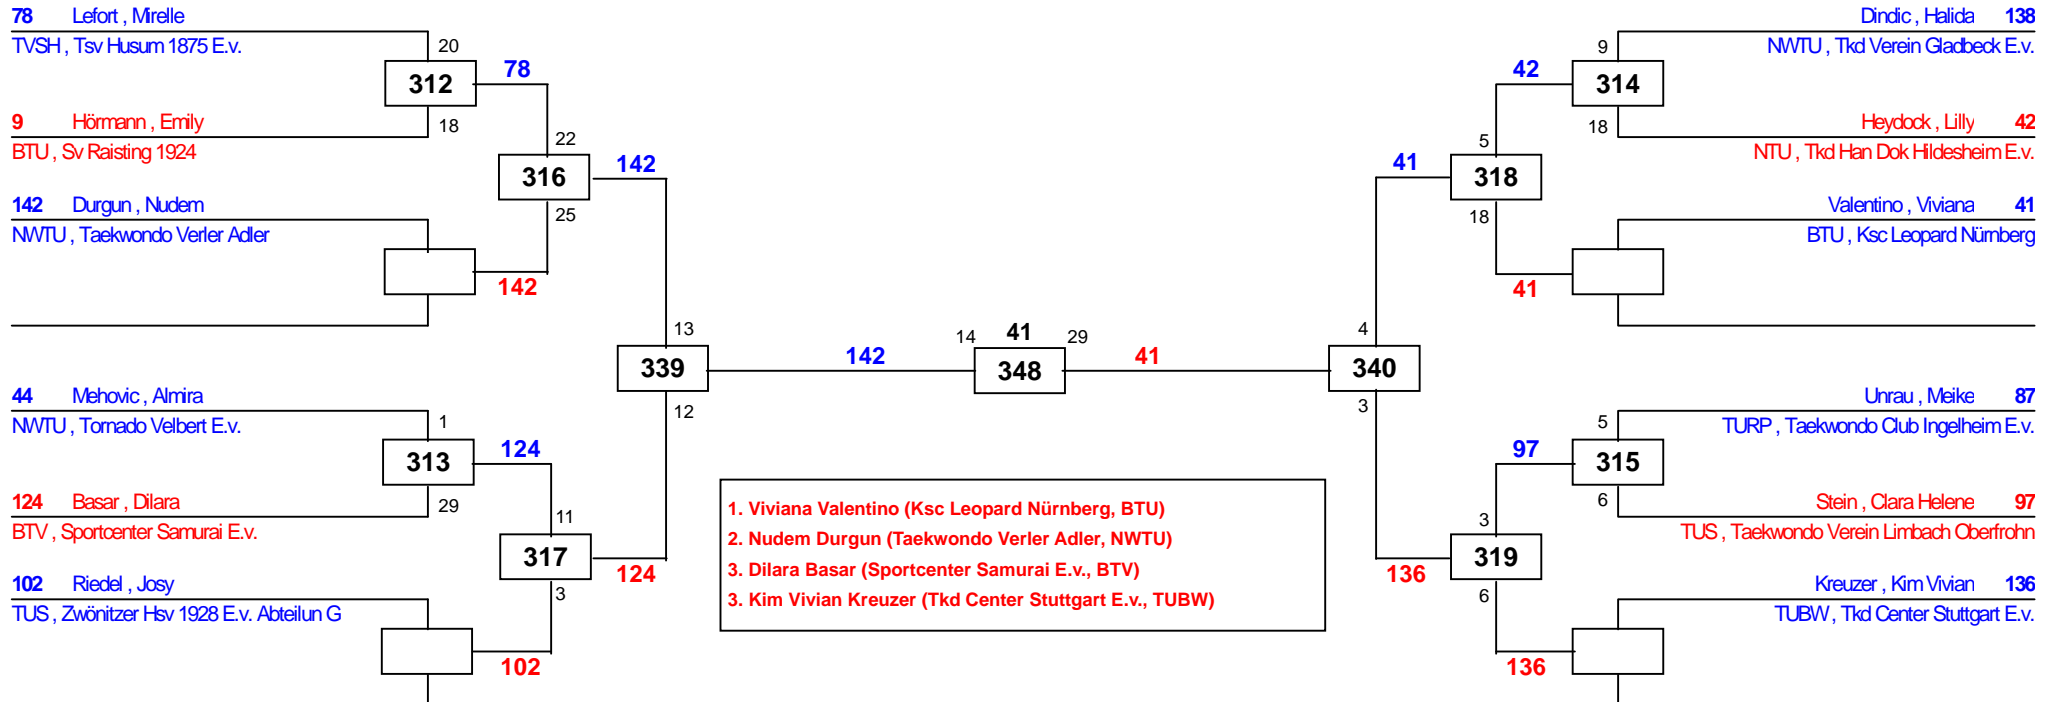 78 Lefort , Mirelle
TVSH , Tsv Husum 1875 E.v.
20
312
78
18
9 Hörmann , Emily
BTU , Sv Raisting 1924
22
316
142
25
142 Durgun , Nudem
NWTU , Taekwondo Verler Adler
142
13
339
12
44 Mehovic , Almira
NWTU , Tornado Velbert E.v.
1
313
124
29
124 Basar , Dilara
BTV , Sportcenter Samurai E.v.
11
317
124
3
102 Riedel , Josy
TUS , Zwönitzer Hsv 1928 E.v. Abteilun G
102
142
14
41
29
348
41
1. Viviana Valentino (Ksc Leopard Nürnberg, BTU)
2. Nudem Durgun (Taekwondo Verler Adler, NWTU)
3. Dilara Basar (Sportcenter Samurai E.v., BTV)
3. Kim Vivian Kreuzer (Tkd Center Stuttgart E.v., TUBW)
Dindic , Halida 138
NWTU , Tkd Verein Gladbeck E.v.
9
42
314
18
Heydock , Lilly 42
NTU , Tkd Han Dok Hildesheim E.v.
5
41
318
18
Valentino , Viviana 41
BTU , Ksc Leopard Nürnberg
41
4
340
3
Unrau , Meike 87
TURP , Taekwondo Club Ingelheim E.v.
5
97
315
6
Stein , Clara Helene 97
TUS , Taekwondo Verein Limbach Oberfrohn
3
319
136
6
Kreuzer , Kim Vivian 136
TUBW , Tkd Center Stuttgart E.v.
136